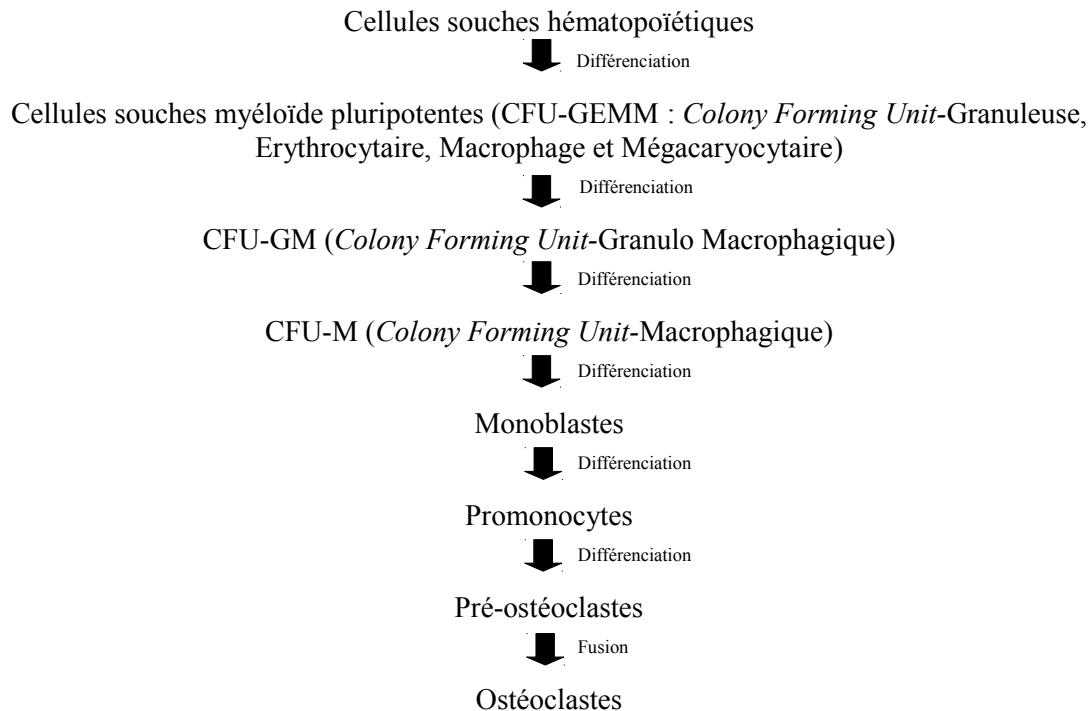 Cellules souches hématopoïétiques
Différenciation
Cellules souches myéloïde pluripotentes (CFU-GEMM : Colony Forming Unit-Granuleuse,
Erythrocytaire, Macrophage et Mégacaryocytaire)
Différenciation
CFU-GM (Colony Forming Unit-Granulo Macrophagique)
Différenciation
CFU-M (Colony Forming Unit-Macrophagique)
Différenciation
Monoblastes
Différenciation
Promonocytes
Différenciation
Pré-ostéoclastes
Fusion
Ostéoclastes